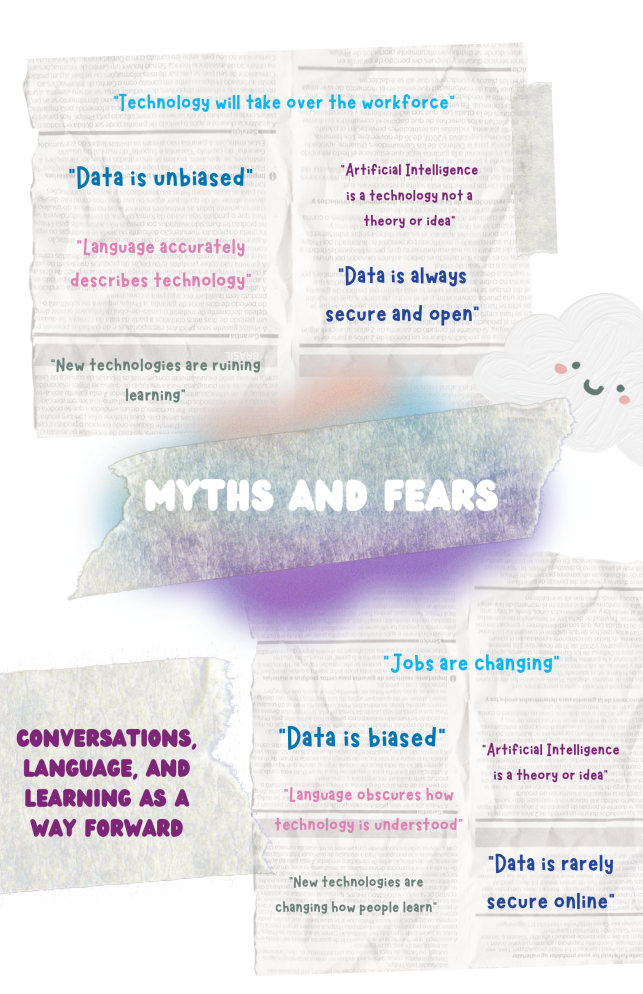 "Technology will take over the workforce"
"Data is unbiased"
"Language accurately
describes technology"
"New technologies are ruining
learning"
"Artificial Intelligence
is a technology not a
theory or idea"
"Data is always
secure and open"
MYTHS AND FEARS
CONVERSATIONS,
LANGUAGE, AND
LEARNING AS A
WAY FORWARD
"Jobs are changing"
"Data is biased"
"Language obscures how
technology is understood"
"New technologies are
changing how people learn"
"Artificial Intelligence
is a theory or idea"
"Data is rarely
secure online"